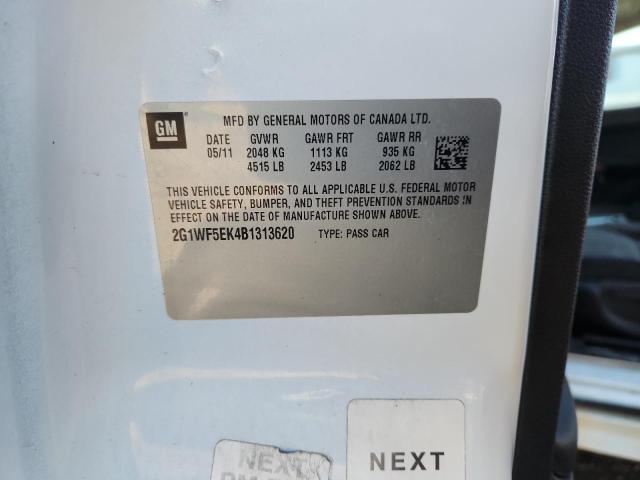 GM
MFD BY GENERAL MOTORS OF CANADA LTD.
DATE GVWR GAWR FRT GAWR RR
05/11 2048 KG 1113 KG 935 KG
4515 LB 2453 LB 2062 LB
THIS VEHICLE CONFORMS TO ALL APPLICABLE U.S. FEDERAL MOTOR
VEHICLE SAFETY, BUMPER, AND THEFT PREVENTION STANDARDS IN
EFFECT ON THE DATE OF MANUFACTURE SHOWN ABOVE.
2G1WF5EK4B1313620 TYPE: PASS CAR
NEXT
NEXT